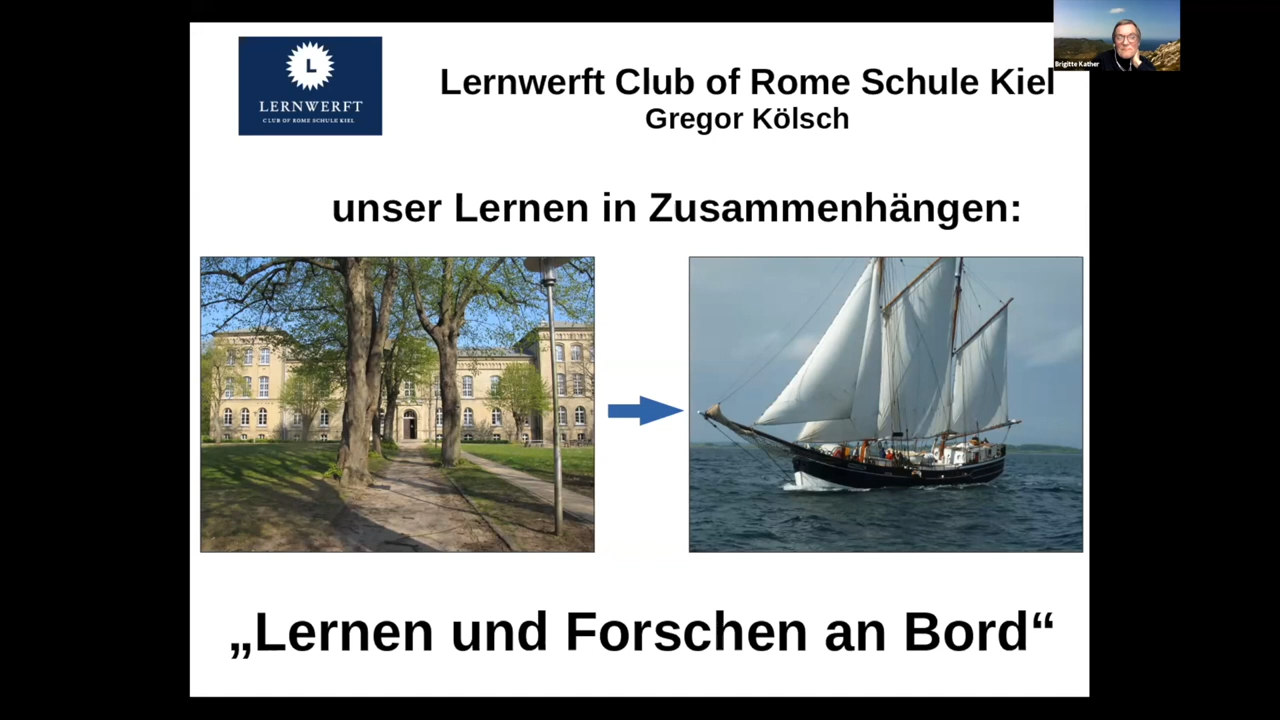 L
LERNWERFT
CLUB OF ROME SCHULE KIEL
Lernwerft Club of Rome Schule Kiel
Gregor Kölsch
Brigitte Kather
unser Lernen in Zusammenhängen:
„Lernen und Forschen an Bord“